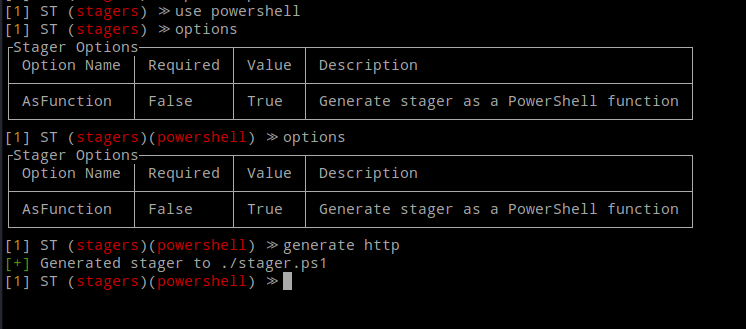 [1] ST (stagers) ≫ use powershell
[1] ST (stagers) ≫ options
Stager Options
Option Name Required Value Description
AsFunction False True Generate stager as a PowerShell function
[1] ST (stagers)(powershell) ≫ options
Stager Options
Option Name Required Value Description
AsFunction False True Generate stager as a PowerShell function
[1] ST (stagers)(powershell) ≫ generate http
[+] Generated stager to ./stager.ps1
[1] ST (stagers)(powershell) ≫